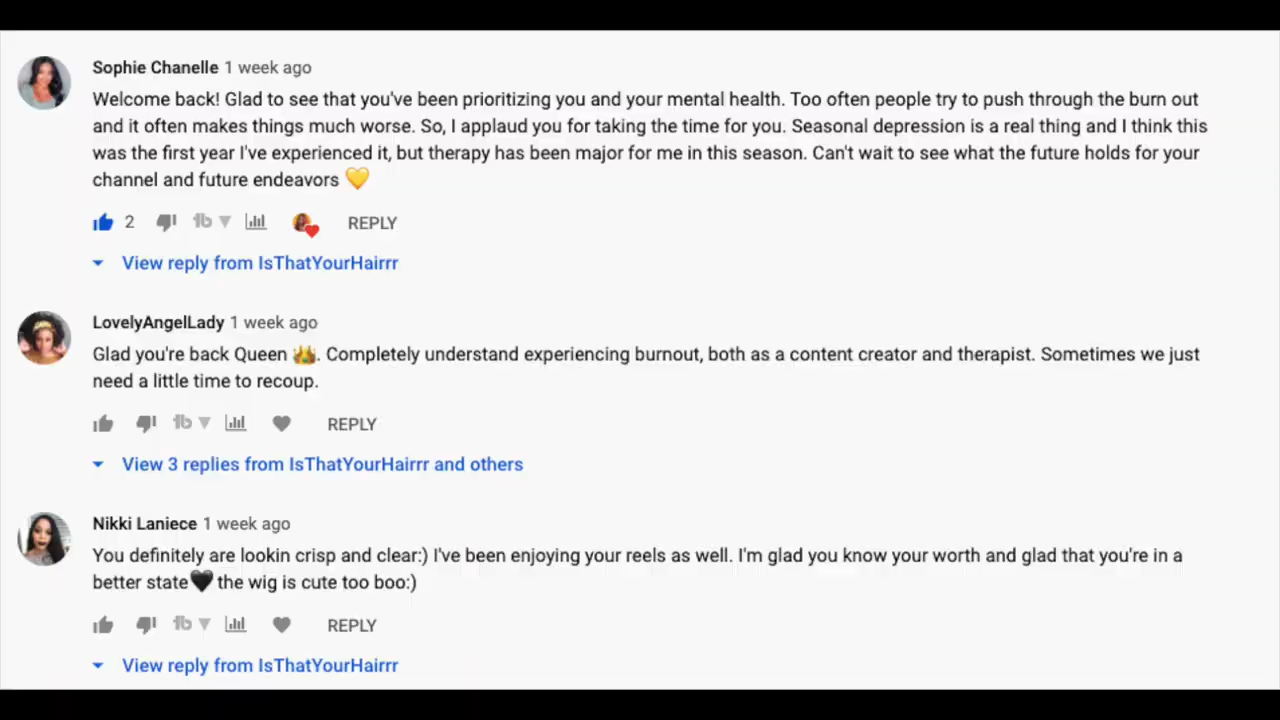 Sophie Chanelle 1 week ago
Welcome back! Glad to see that you've been prioritizing you and your mental health. Too often people try to push through the burn out
and it often makes things much worse. So, I applaud you for taking the time for you. Seasonal depression is a real thing and I think this
was the first year I've experienced it, but therapy has been major for me in this season. Can't wait to see what the future holds for your
channel and future endeavors 💛
2 tb REPLY
View reply from IsThatYourHairrr
LovelyAngelLady 1 week ago
Glad you're back Queen 👑. Completely understand experiencing burnout, both as a content creator and therapist. Sometimes we just
need a little time to recoup.
tb REPLY
View 3 replies from IsThatYourHairrr and others
Nikki Laniece 1 week ago
You definitely are lookin crisp and clear:) I've been enjoying your reels as well. I'm glad you know your worth and glad that you're in a
better state🖤 the wig is cute too boo:)
tb REPLY
View reply from IsThatYourHairrr